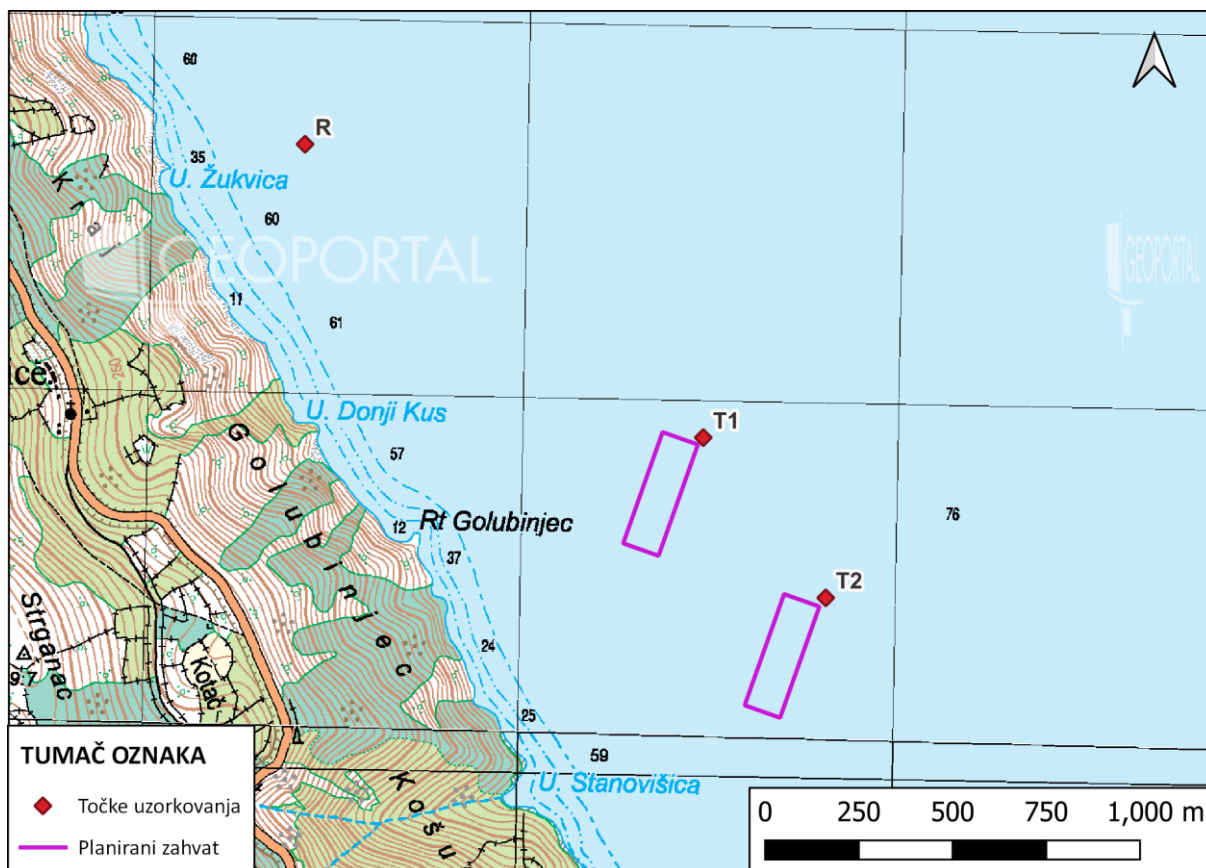 60
R
35
U. Žukvica
K r a j
60
GEOPORTAL
GEOPORTAL
11
61
250
U. Donji Kus
T1
Golubinjec
57
12
Rt Golubinjec
76
37
T2
Strganac
24
9:7
Kotač
25
59
U. Stanovišica
Košu
TUMAČ OZNAKA
Točke uzorkovanja
Planirani zahvat
0 250 500 750 1,000 m